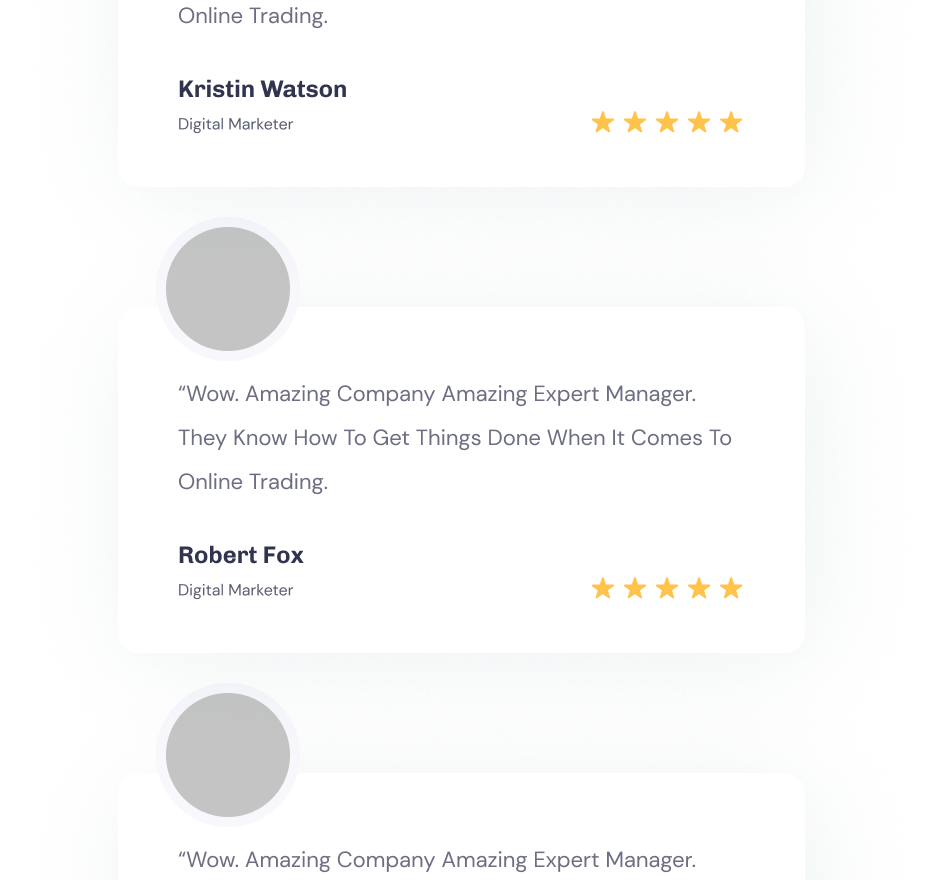 Online Trading.
Kristin Watson
Digital Marketer
“Wow. Amazing Company Amazing Expert Manager.
They Know How To Get Things Done When It Comes To
Online Trading.
Robert Fox
Digital Marketer
“Wow. Amazing Company Amazing Expert Manager.